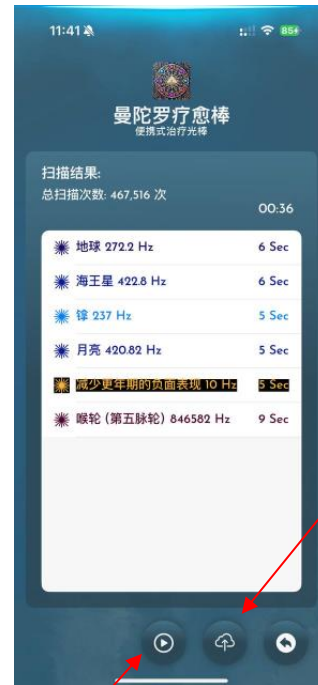 11:41
85
曼陀罗疗愈棒
便携式治疗光棒
扫描结果:
总扫描次数: 467,516 次
00:36
地球 272.2 Hz 6 Sec
海王星 422.8 Hz 6 Sec
锌 237 Hz 5 Sec
月亮 420.82 Hz 5 Sec
减少更年期的负面表现 10 Hz 5 Sec
喉轮 (第五脉轮) 846582 Hz 9 Sec